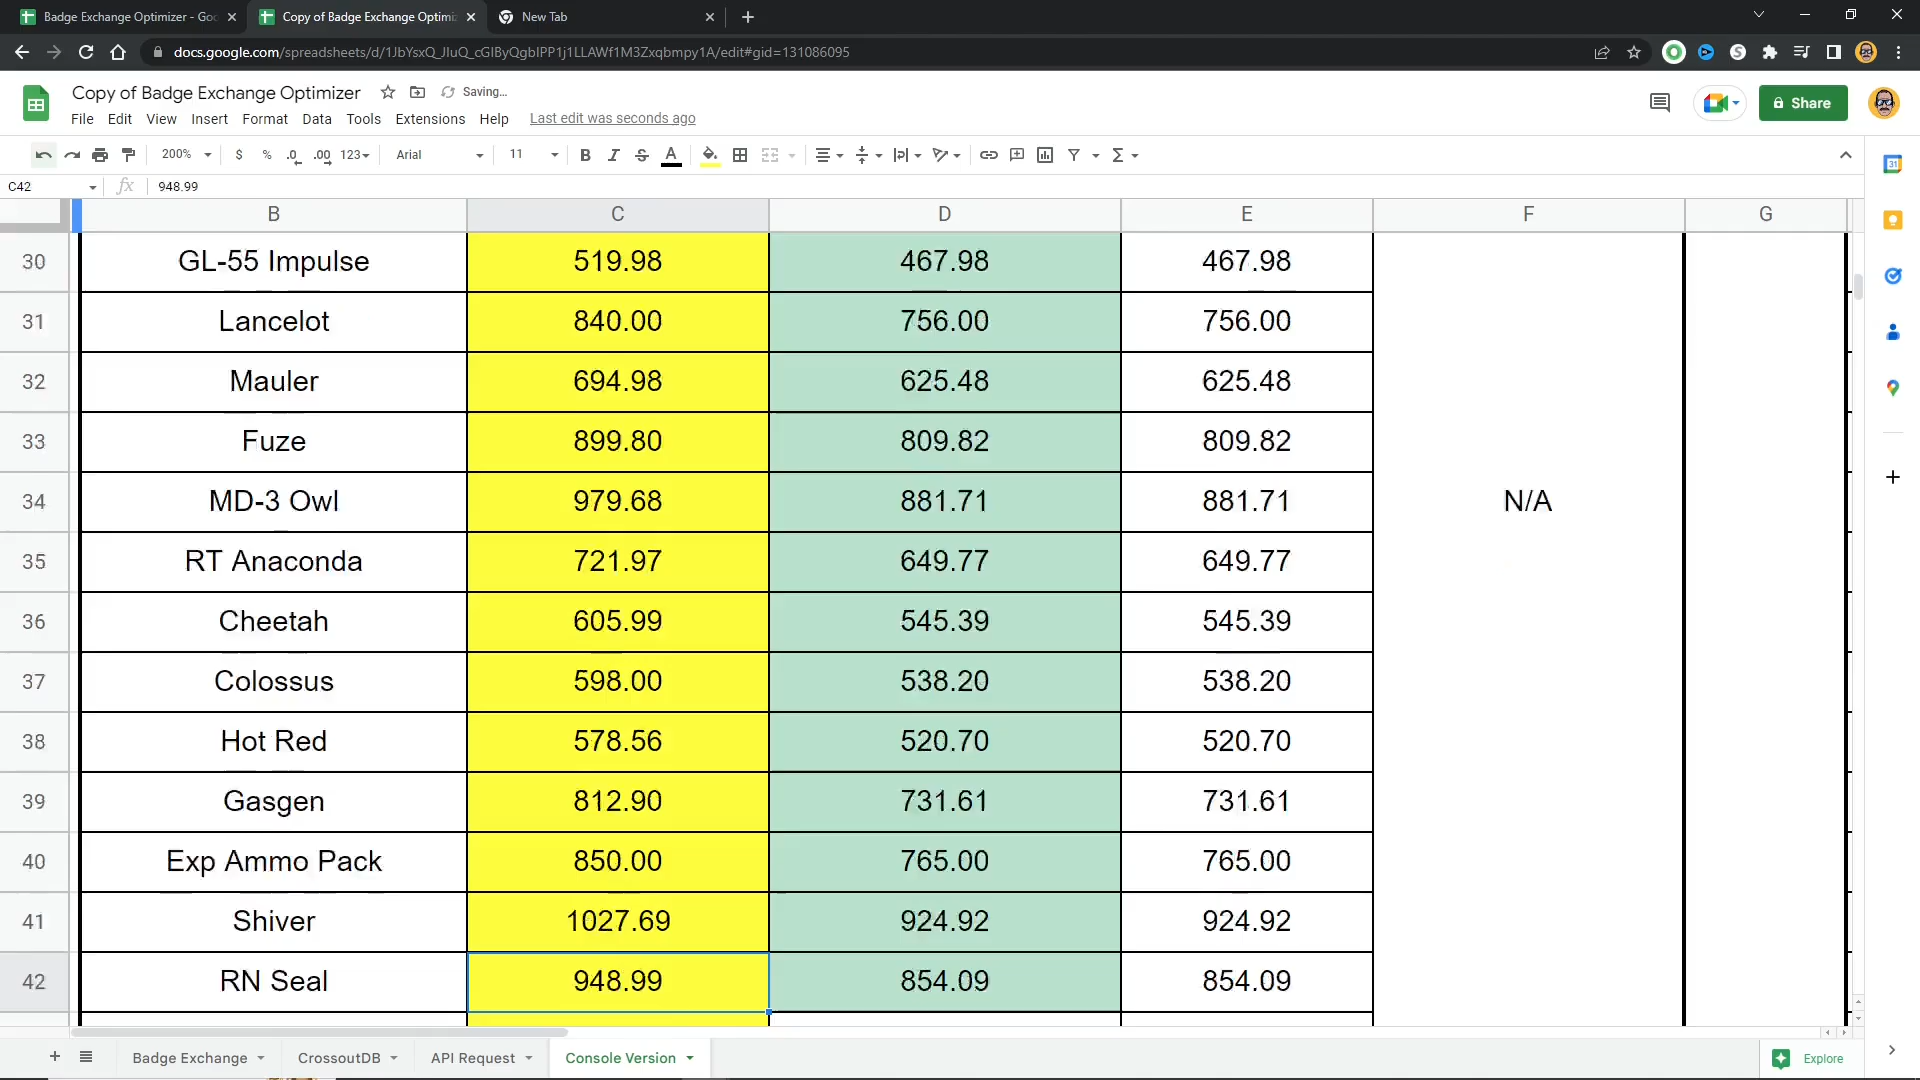 Badge Exchange Optimizer - Goo
Copy of Badge Exchange Optimiz
New Tab
docs.google.com/spreadsheets/d/1JbYsxQ_JIuQ_cGIByQgbIPP1j1LLAWf1M3Zxqbmpy1A/edit#gid=131086095
Copy of Badge Exchange Optimizer
Saving...
Share
File Edit View Insert Format Data Tools Extensions Help Last edit was seconds ago
200% $ % .0 .00 123 Arial 11 B I S A Σ
C42 fx 948.99
B C D E F G
30 GL-55 Impulse 519.98 467.98 467.98
31 Lancelot 840.00 756.00 756.00
32 Mauler 694.98 625.48 625.48
33 Fuze 899.80 809.82 809.82
34 MD-3 Owl 979.68 881.71 881.71 N/A
35 RT Anaconda 721.97 649.77 649.77
36 Cheetah 605.99 545.39 545.39
37 Colossus 598.00 538.20 538.20
38 Hot Red 578.56 520.70 520.70
39 Gasgen 812.90 731.61 731.61
40 Exp Ammo Pack 850.00 765.00 765.00
41 Shiver 1027.69 924.92 924.92
42 RN Seal 948.99 854.09 854.09
Badge Exchange CrossoutDB API Request Console Version Explore